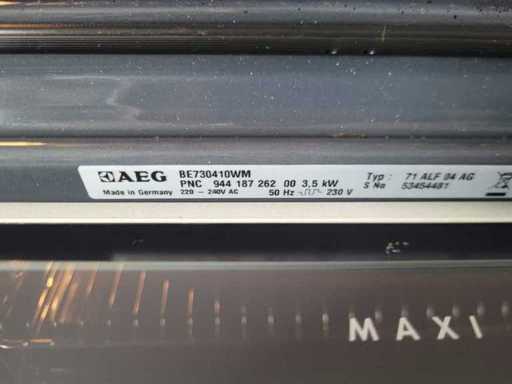 AEG BE730410WM Typ : 71 ALF 04 AG
PNC 944 187 262 00 3,5 kW S No 53454481
Made in Germany 220 - 240V AC 50 Hz 230 V
MAXI